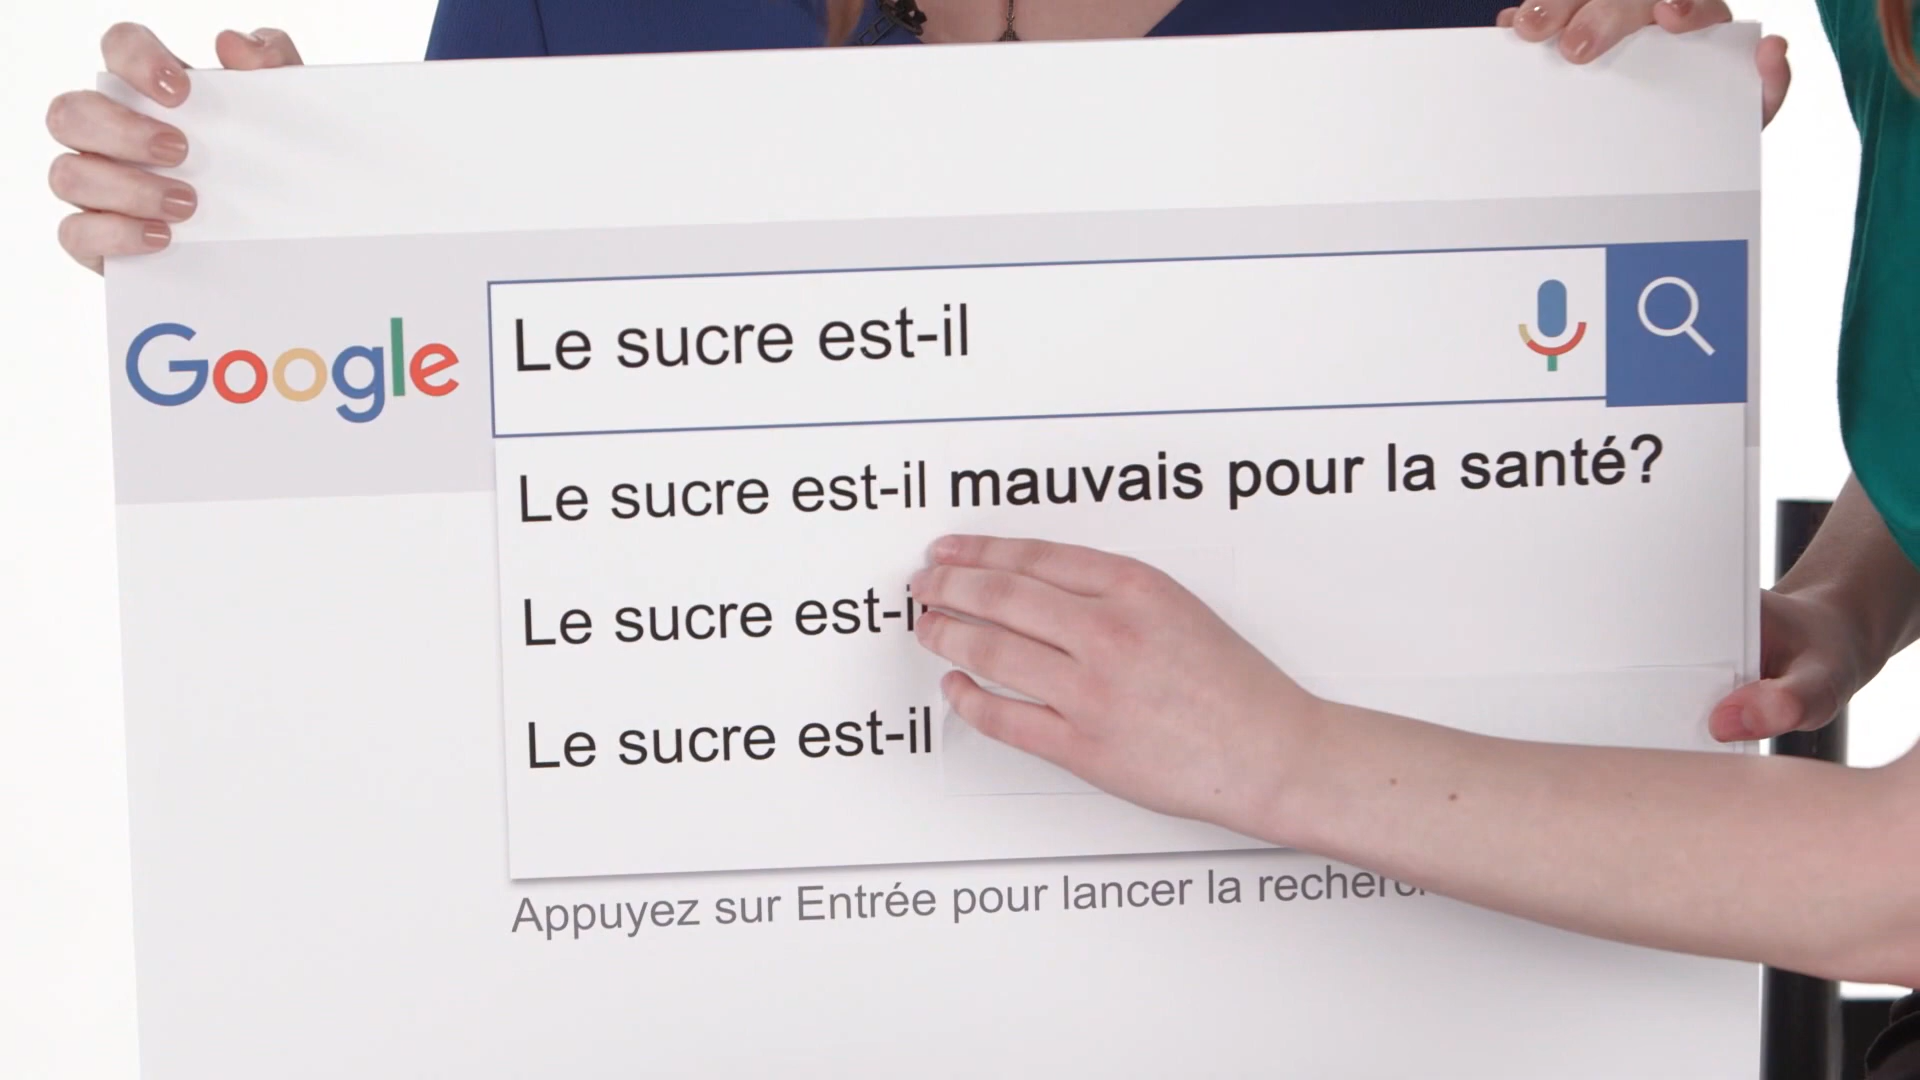 Google
Le sucre est-il
Le sucre est-il mauvais pour la santé?
Le sucre
Le sucre est-il
Appuyez sur Entrée pour lancer la